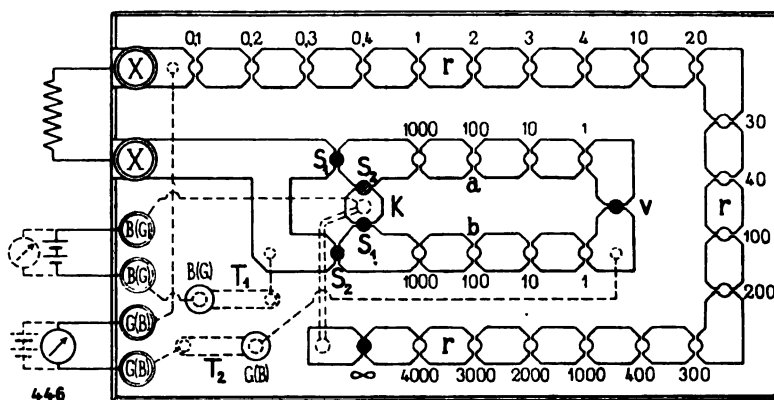 0,1 0,2 0,3 0,4 1 2 3 4 10 20
X r
30
X 1000 100 10 1
S₁ S₂ a 40
K V r
B(G) b
S₁ 100
B(G) B(G) T₁ S₂ 1000 100 10 1
200
G(B)
r
G(B) T₂ G(B) ∞ 4000 3000 2000 1000 400 300
446